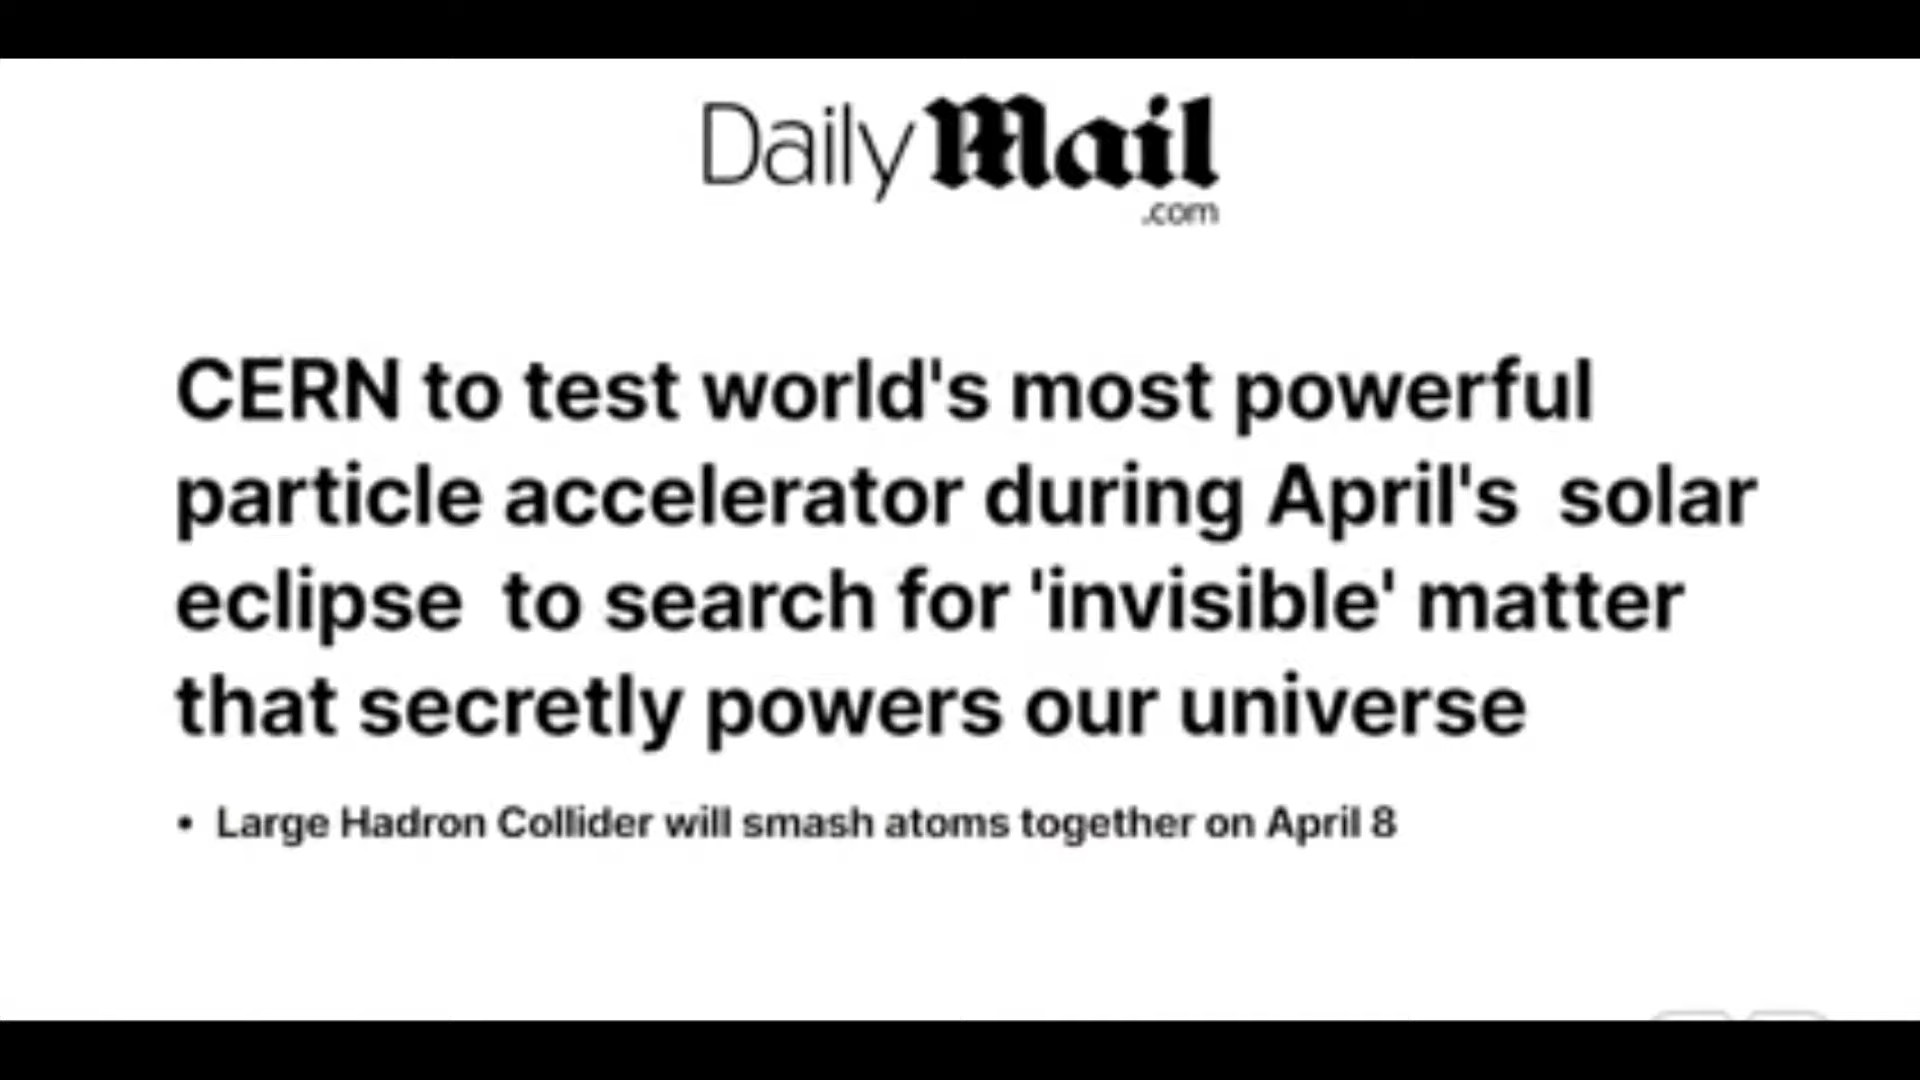 Daily Mail
.com
CERN to test world's most powerful
particle accelerator during April's solar
eclipse to search for 'invisible' matter
that secretly powers our universe
• Large Hadron Collider will smash atoms together on April 8